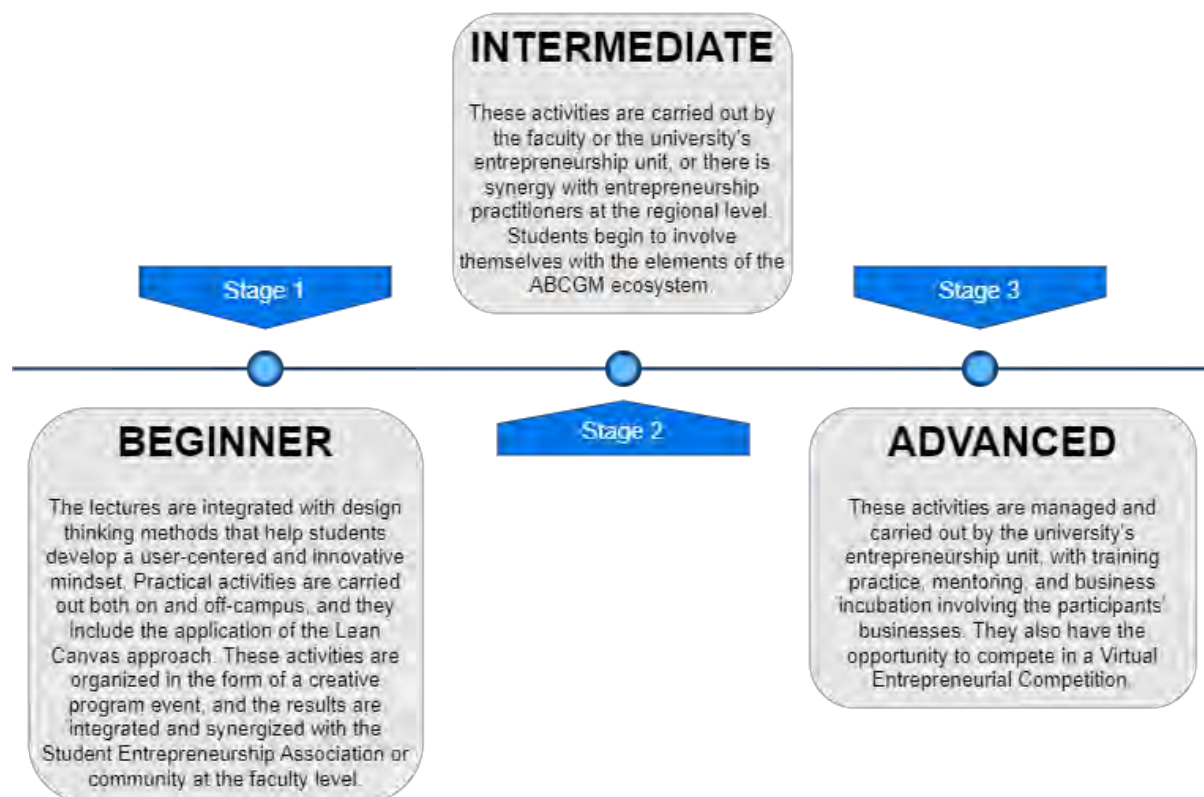 INTERMEDIATE
These activities are carried out by
the faculty or the university's
entrepreneurship unit, or there is
synergy with entrepreneurship
practitioners at the regional level.
Students begin to involve
themselves with the elements of the
ABCGM ecosystem.
Stage 1
Stage 3
Stage 2
BEGINNER
The lectures are integrated with design
thinking methods that help students
develop a user-centered and innovative
mindset. Practical activities are carried
out both on and off-campus, and they
include the application of the Lean
Canvas approach. These activities are
organized in the form of a creative
program event, and the results are
integrated and synergized with the
Student Entrepreneurship Association or
community at the faculty level.
ADVANCED
These activities are managed and
carried out by the university's
entrepreneurship unit, with training
practice, mentoring, and business
incubation involving the participants'
businesses. They also have the
opportunity to compete in a Virtual
Entrepreneurial Competition.